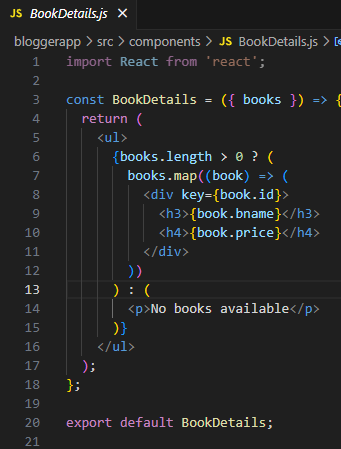 JS BookDetails.js ×
bloggerapp > src > components > JS BookDetails.js >
1 import React from 'react';
2
3 const BookDetails = ({ books }) => {
4 return (
5 <ul>
6 {books.length > 0 ? (
7 books.map((book) => (
8 <div key={book.id}>
9 <h3>{book.bname}</h3>
10 <h4>{book.price}</h4>
11 </div>
12 ))
13 ) : (
14 <p>No books available</p>
15 )}
16 </ul>
17 );
18 };
19
20 export default BookDetails;
21